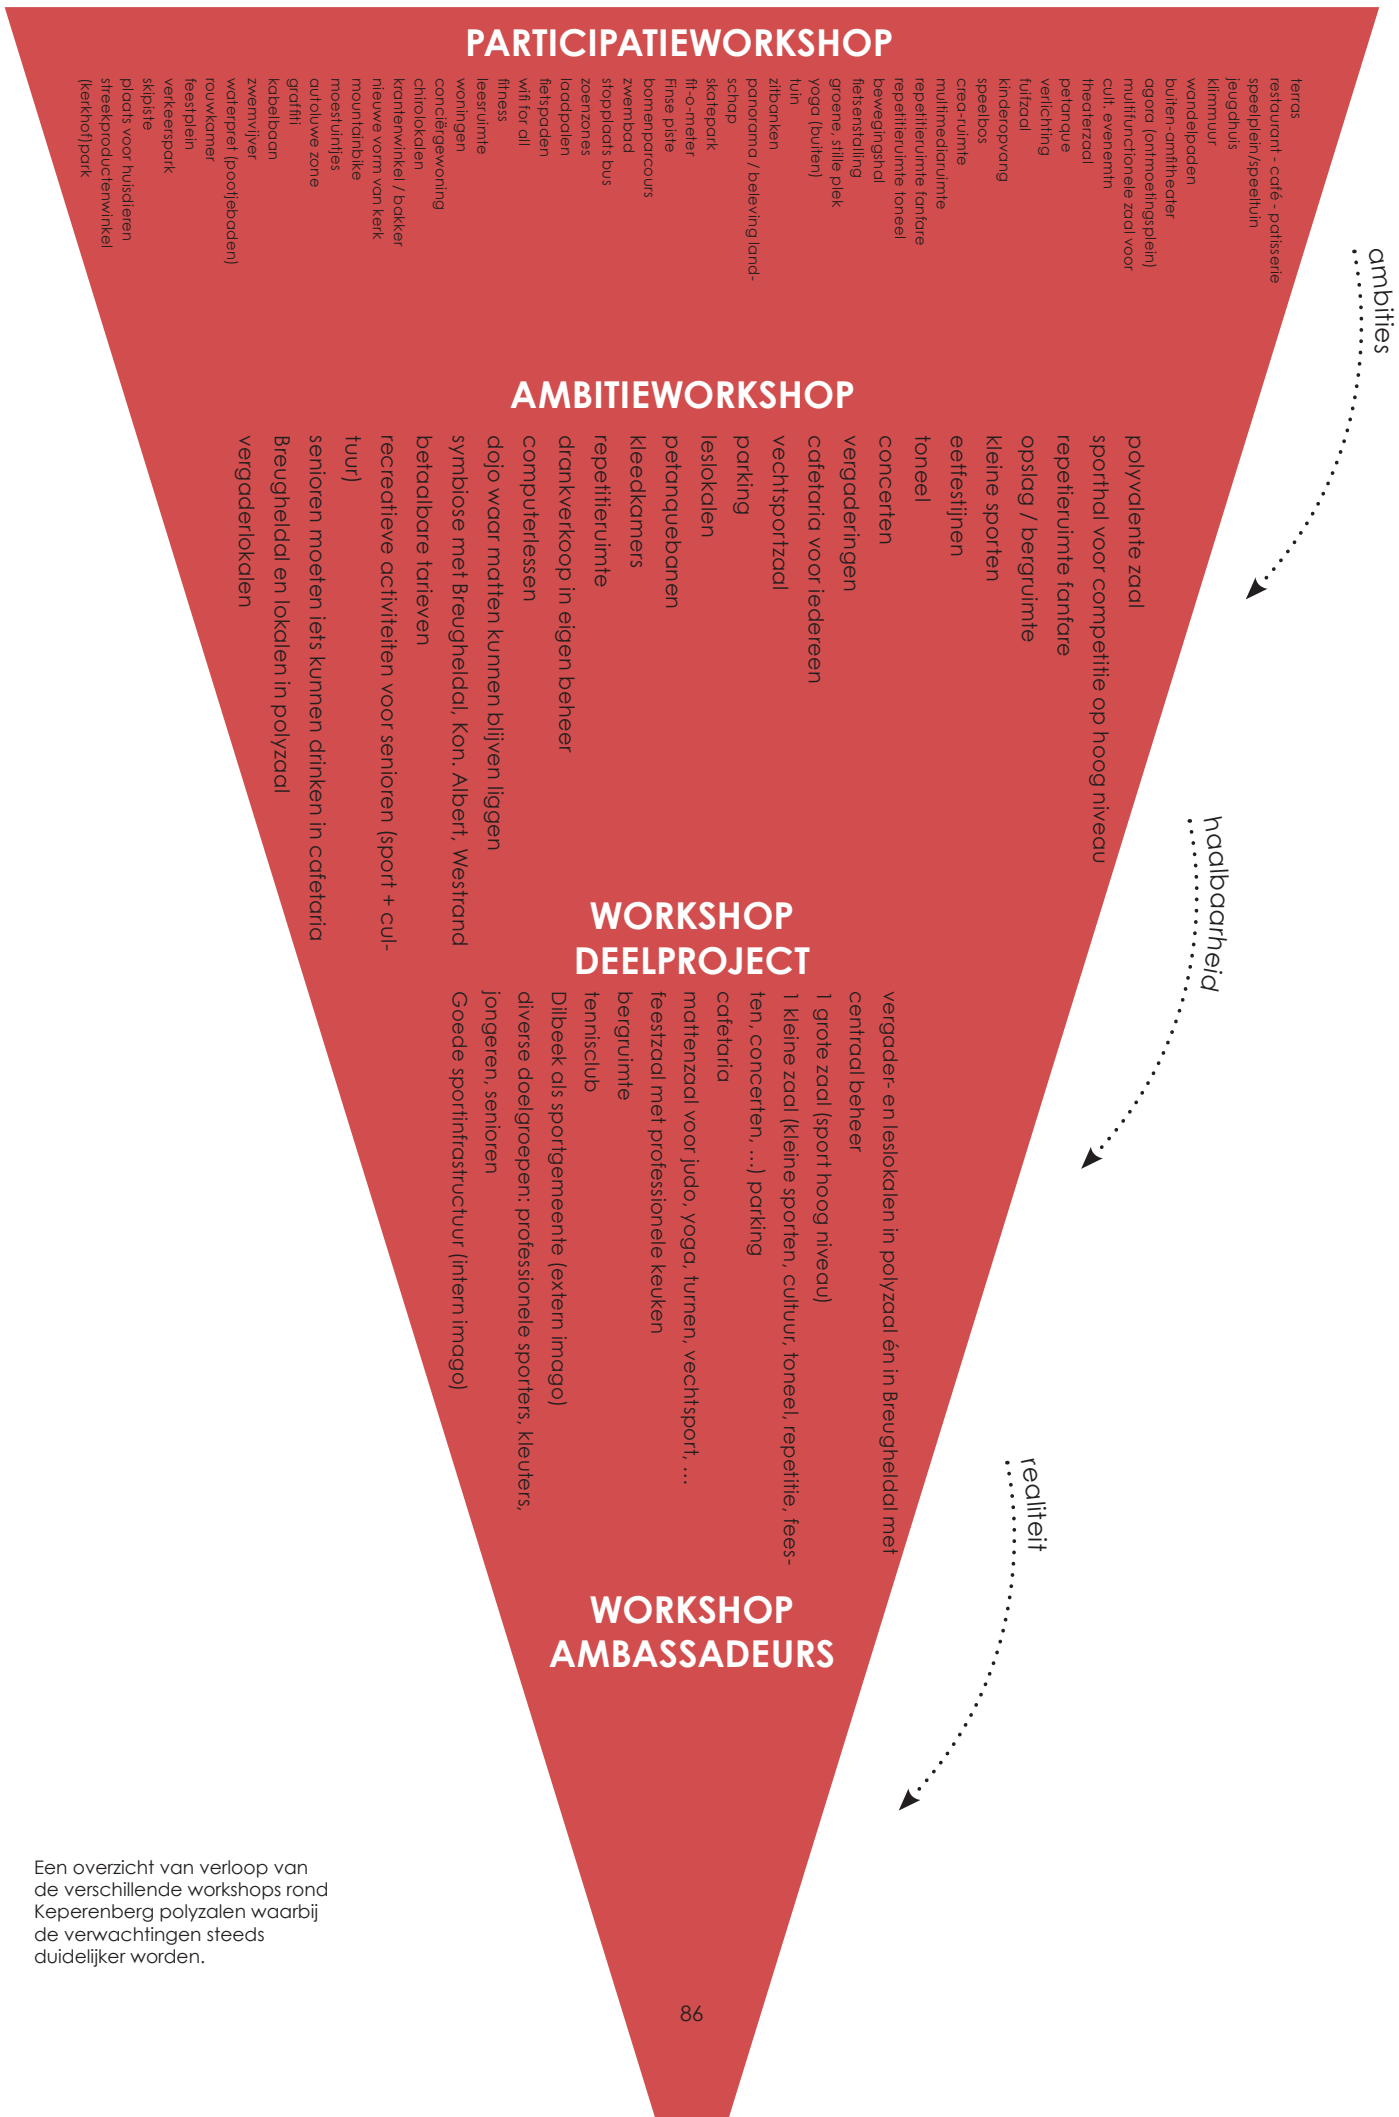 PARTICIPATIEWORKSHOP
terras
restaurant - café - patisserie
speelplein/speeltuin
jeugdhuis
klimmuur
wandelpaden
buiten-amfitheater
agora (ontmoetingsplein)
multifunctionele zaal voor
cult. evenemtn
theaterzaal
petanque
verlichting
fuifzaal
kinderopvang
speelbos
crea-ruimte
multimediaruimte
repetitieruimte fanfare
repetitieruimte toneel
bewegingshal
fietsenstalling
groene, stille plek
yoga (buiten)
tuin
zitbanken
panorama / beleving land-
schap
skatepark
fit-o-meter
Finse piste
bomenparcours
zwembad
stopplaats bus
zoenzones
laadpalen
fietspaden
wifi for all
fitness
leesruimte
woningen
conciërgewoning
chirolokalen
krantenwinkel / bakker
nieuwe vorm van kerk
mountainbike
moestuintjes
autoluwe zone
graffiti
kabelbaan
zwemvijver
waterpret (pootjebaden)
rouwkamer
feestplein
verkeerspark
skipiste
plaats voor huisdieren
streekproductenwinkel
(kerkhof)park
ambities
AMBITIEWORKSHOP
polyvalente zaal
sporthal voor competitie op hoog niveau
repetieruimte fanfare
opslag / bergruimte
kleine sporten
eetfestijnen
toneel
concerten
vergaderingen
cafetaria voor iedereen
vechtsportzaal
parking
leslokalen
petanquebanen
kleedkamers
repetitieruimte
drankverkoop in eigen beheer
computerlessen
dojo waar matten kunnen blijven liggen
symbiose met Breugheldal, Kon. Albert, Westrand
betaalbare tarieven
recreatieve activiteiten voor senioren (sport + cul-
tuur)
senioren moeten iets kunnen drinken in cafetaria
Breugheldal en lokalen in polyzaal
vergaderlokalen
haalbaarheid
WORKSHOP
DEELPROJECT
vergader- en leslokalen in polyzaal én in Breugheldal met
centraal beheer
1 grote zaal (sport hoog niveau)
1 kleine zaal (kleine sporten, cultuur, toneel, repetitie, fees-
ten, concerten, ...) parking
cafetaria
mattenzaal voor judo, yoga, turnen, vechtsport, ...
feestzaal met professionele keuken
bergruimte
tennisclub
Dilbeek als sportgemeente (extern imago)
diverse doelgroepen: professionele sporters, kleuters,
jongeren, senioren
Goede sportinfrastructuur (intern imago)
realiteit
WORKSHOP
AMBASSADEURS
Een overzicht van verloop van
de verschillende workshops rond
Keperenberg polyzalen waarbij
de verwachtingen steeds
duidelijker worden.
86